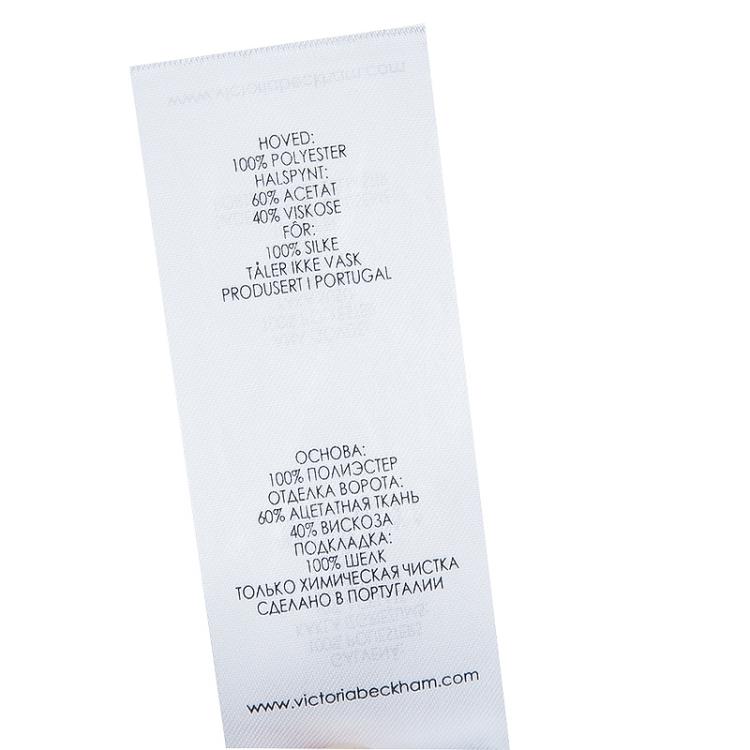 HOVED:
100% POLYESTER
HALSPYNT:
60% ACETAT
40% VISKOSE
FÔR:
100% SILKE
TÅLER IKKE VASK
PRODUSERT I PORTUGAL
ОСНОВА:
100% ПОЛИЭСТЕР
ОТДЕЛКА ВОРОТА:
60% АЦЕТАТНАЯ ТКАНЬ
40% ВИСКОЗА
ПОДКЛАДКА:
100% ШЕЛК
ТОЛЬКО ХИМИЧЕСКАЯ ЧИСТКА
СДЕЛАНО В ПОРТУГАЛИИ
www.victoriabeckham.com